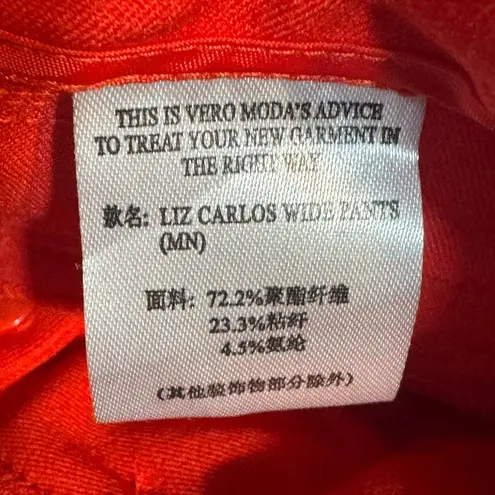 THIS IS VERO MODA'S ADVICE
TO TREAT YOUR NEW GARMENT IN
THE RIGHT WAY
款名: LIZ CARLOS WIDE PANTS
(MN)
面料: 72.2%聚酯纤维
23.3%粘纤
4.5%氨纶
(其他装饰物部分除外)